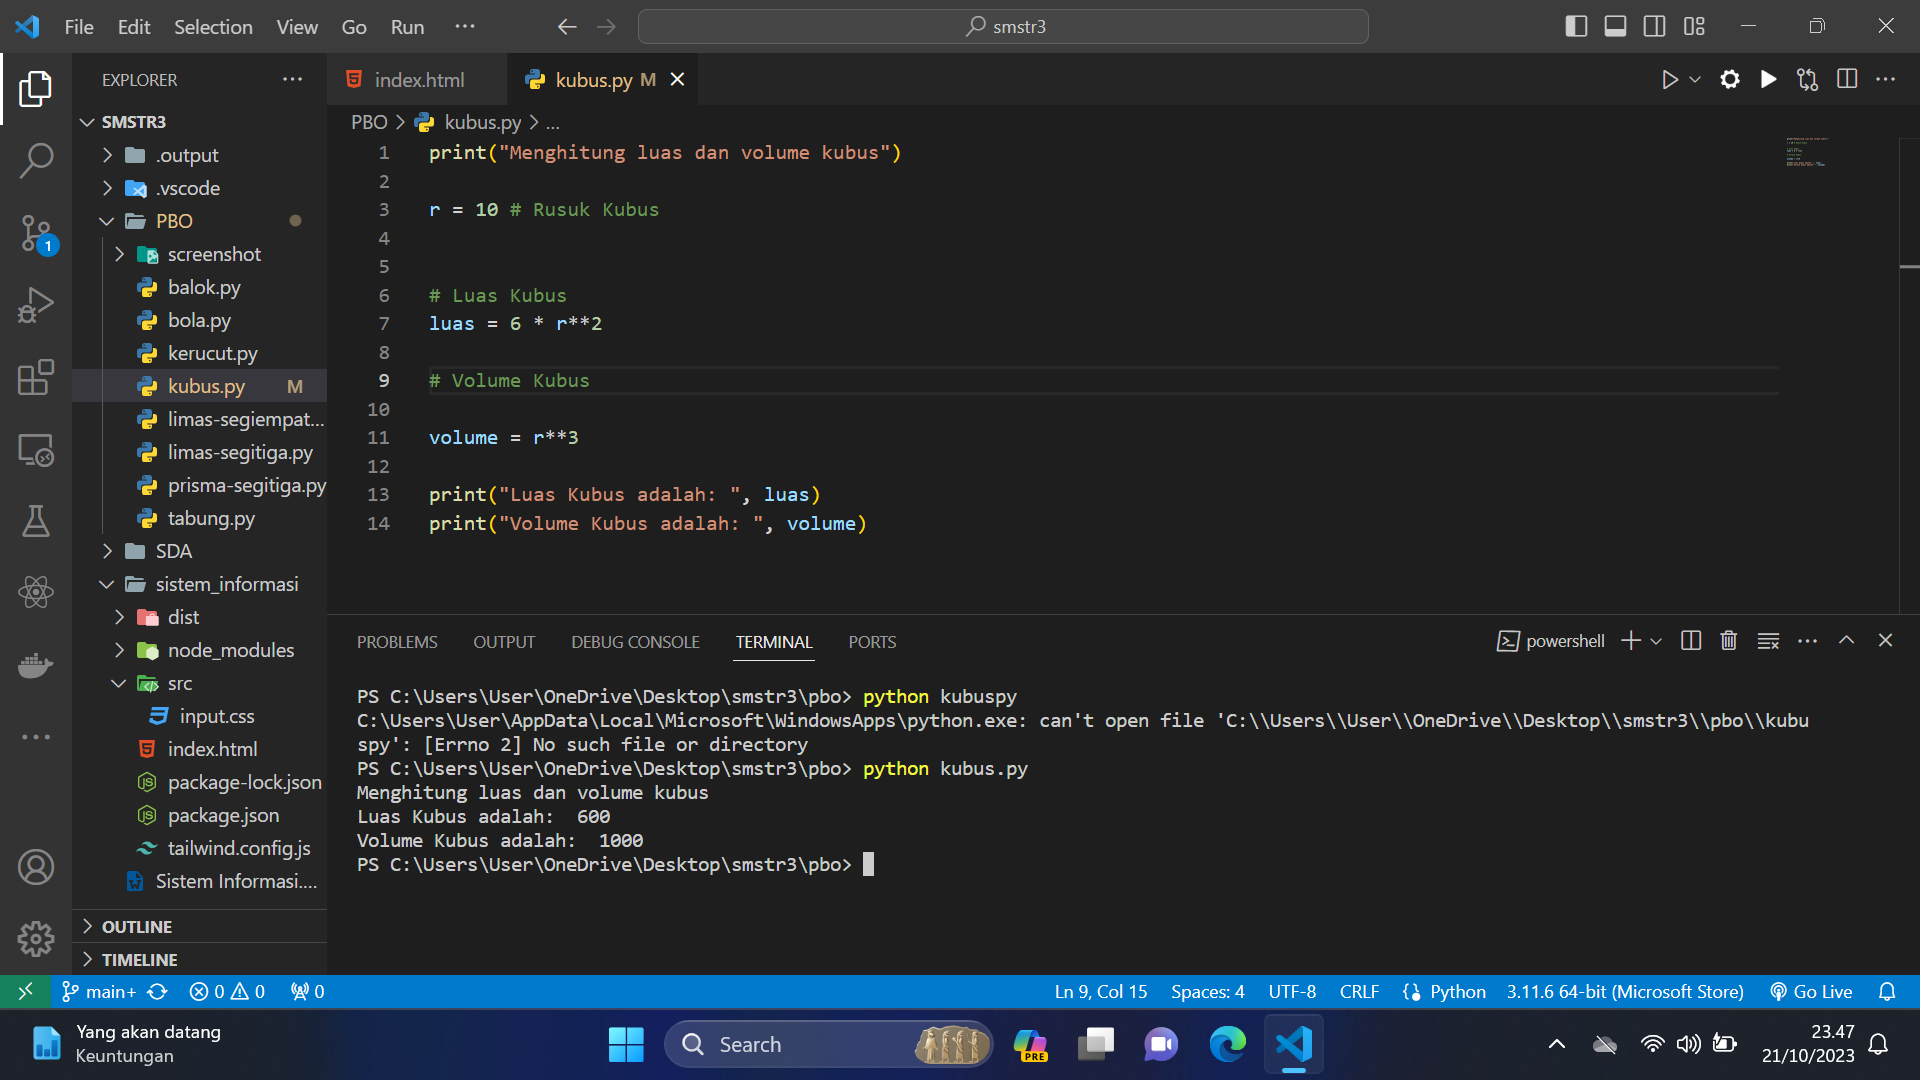 File Edit Selection View Go Run ...
smstr3
EXPLORER ...
SMSTR3
.output
.vscode
PBO
screenshot
balok.py
bola.py
kerucut.py
kubus.py M
limas-segiempat...
limas-segitiga.py
prisma-segitiga.py
tabung.py
SDA
sistem_informasi
dist
node_modules
src
input.css
index.html
package-lock.json
package.json
tailwind.config.js
Sistem Informasi....
OUTLINE
TIMELINE
1
index.html
kubus.py M
PBO > kubus.py > ...
1 print("Menghitung luas dan volume kubus")
2
3 r = 10 # Rusuk Kubus
4
5
6 # Luas Kubus
7 luas = 6 * r**2
8
9 # Volume Kubus
10
11 volume = r**3
12
13 print("Luas Kubus adalah: ", luas)
14 print("Volume Kubus adalah: ", volume)
PROBLEMS OUTPUT DEBUG CONSOLE TERMINAL PORTS
powershell
PS C:\Users\User\OneDrive\Desktop\smstr3\pbo> python kubuspy
C:\Users\User\AppData\Local\Microsoft\WindowsApps\python.exe: can't open file 'C:\\Users\\User\\OneDrive\\Desktop\\smstr3\\pbo\\kubu
spy': [Errno 2] No such file or directory
PS C:\Users\User\OneDrive\Desktop\smstr3\pbo> python kubus.py
Menghitung luas dan volume kubus
Luas Kubus adalah:  600
Volume Kubus adalah:  1000
PS C:\Users\User\OneDrive\Desktop\smstr3\pbo>
main+ 0 0 0 Ln 9, Col 15 Spaces: 4 UTF-8 CRLF Python 3.11.6 64-bit (Microsoft Store) Go Live
Yang akan datang
Keuntungan
Search
PRE
23.47
21/10/2023